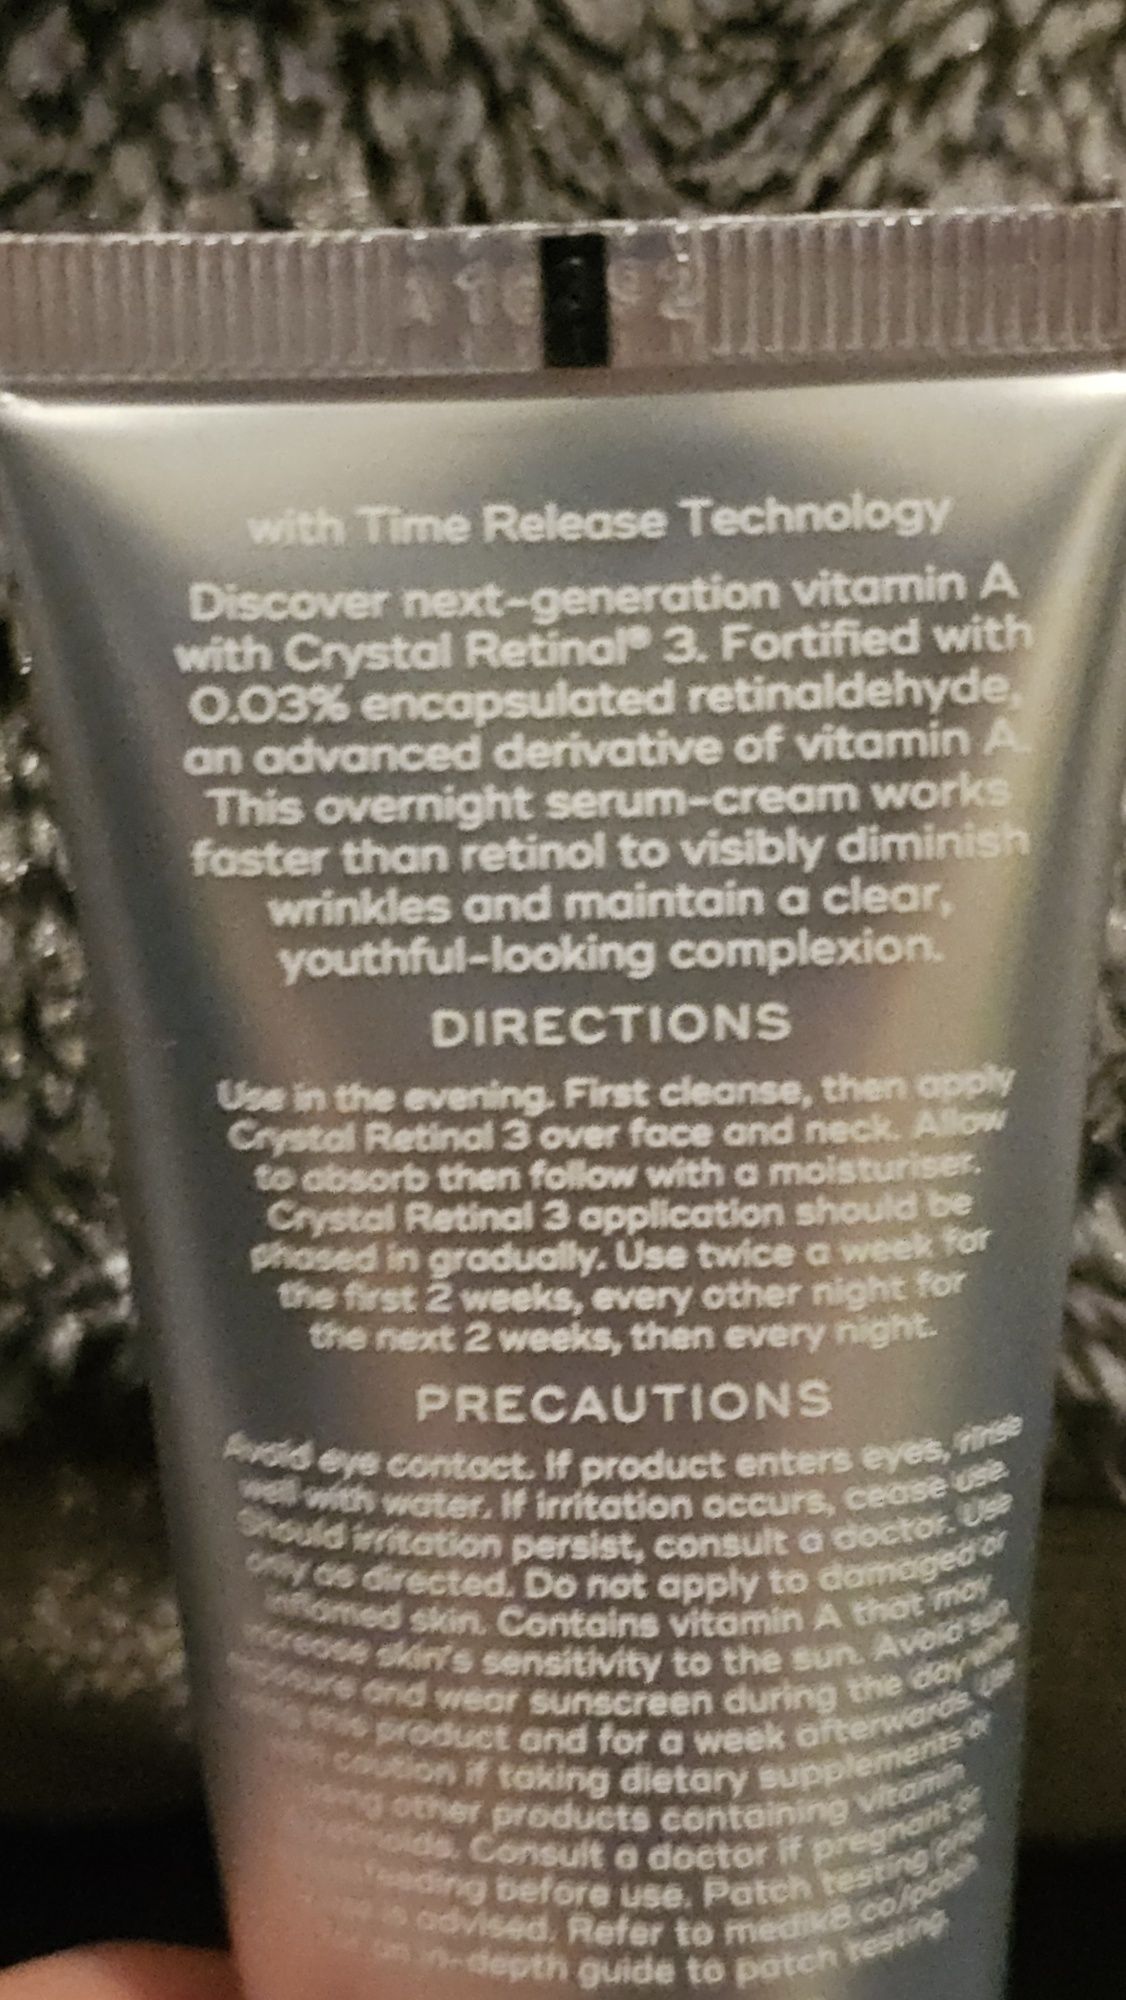 with Time Release Technology
Discover next-generation vitamin A
with Crystal Retinal® 3. Fortified with
0.03% encapsulated retinaldehyde,
an advanced derivative of vitamin A.
This overnight serum-cream works
faster than retinol to visibly diminish
wrinkles and maintain a clear,
youthful-looking complexion.
DIRECTIONS
Use in the evening. First cleanse, then apply
Crystal Retinal 3 over face and neck. Allow
to absorb then follow with a moisturiser.
Crystal Retinal 3 application should be
phased in gradually. Use twice a week for
the first 2 weeks, every other night for
the next 2 weeks, then every night.
PRECAUTIONS
Avoid eye contact. If product enters eyes, rinse
well with water. If irritation occurs, cease use.
Should irritation persist, consult a doctor. Use
only as directed. Do not apply to damaged or
inflamed skin. Contains vitamin A that may
skin's sensitivity to the sun. Avoid sun
and wear sunscreen during the day
this product and for a week afterwards. Use
caution if taking dietary supplements or
other products containing vitamin
Consult a doctor if pregnant or
before use. Patch testing prior
is advised. Refer to medik8.co/patch
in-depth guide to patch testing.